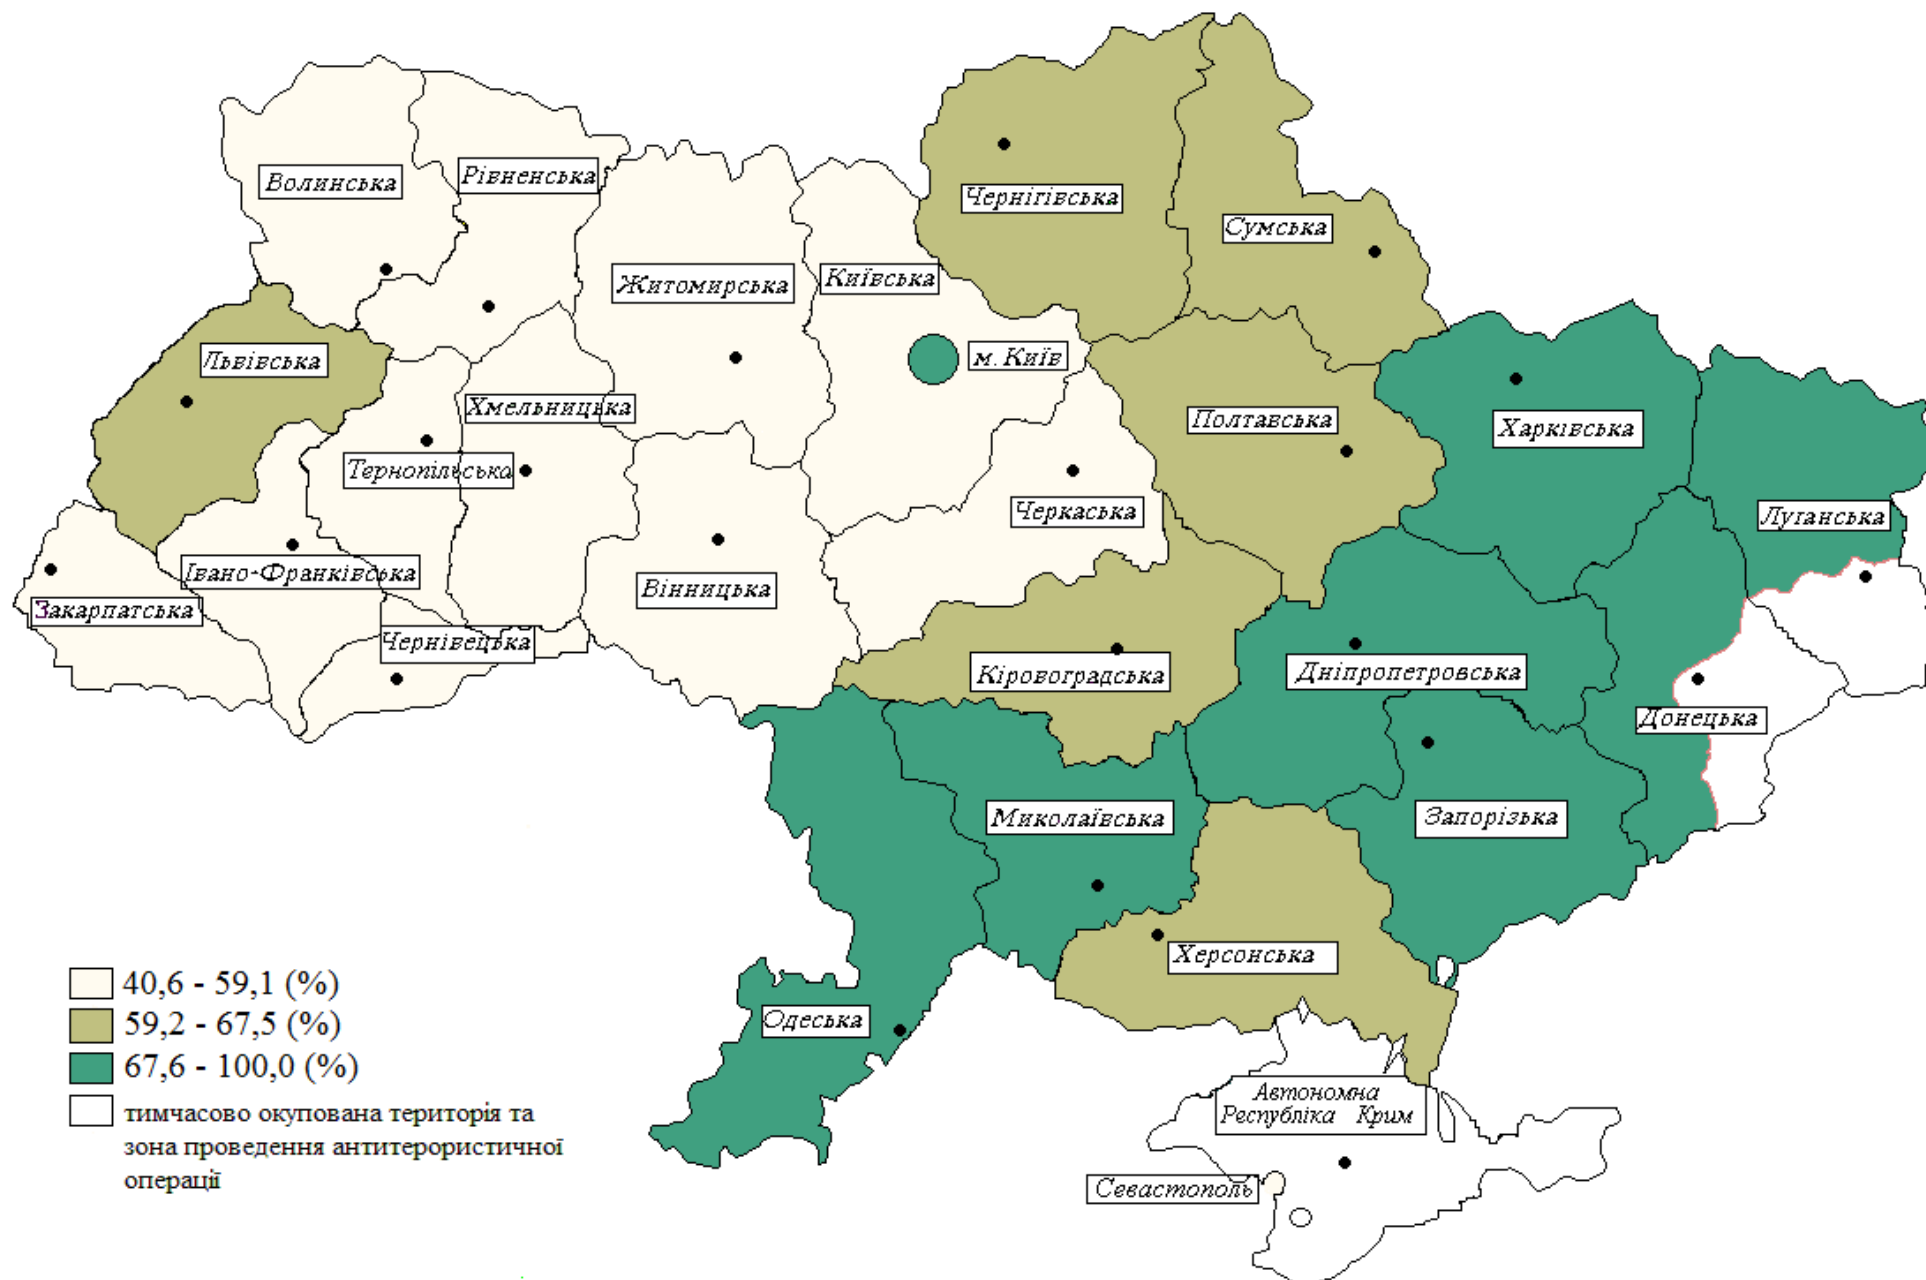 Волинська
Рівненська
Чернігівська
Сумська
Житомирська
Київська
Львівська
м. Київ
Хмельницька
Полтавська
Харківська
Тернопільська
Черкаська
Луганська
Івано-Франківська
Закарпатська
Вінницька
Чернівецька
Кіровоградська
Дніпропетровська
Донецька
Миколаївська
Запорізька
Херсонська
Одеська
40,6 - 59,1 (%)
59,2 - 67,5 (%)
67,6 - 100,0 (%)
тимчасово окупована територія та
зона проведення антитерористичної
операції
Автономна
Республіка Крим
Севастополь